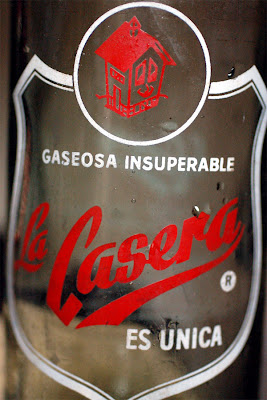 GASEOSA INSUPERABLE
La Casera
®
ES UNICA